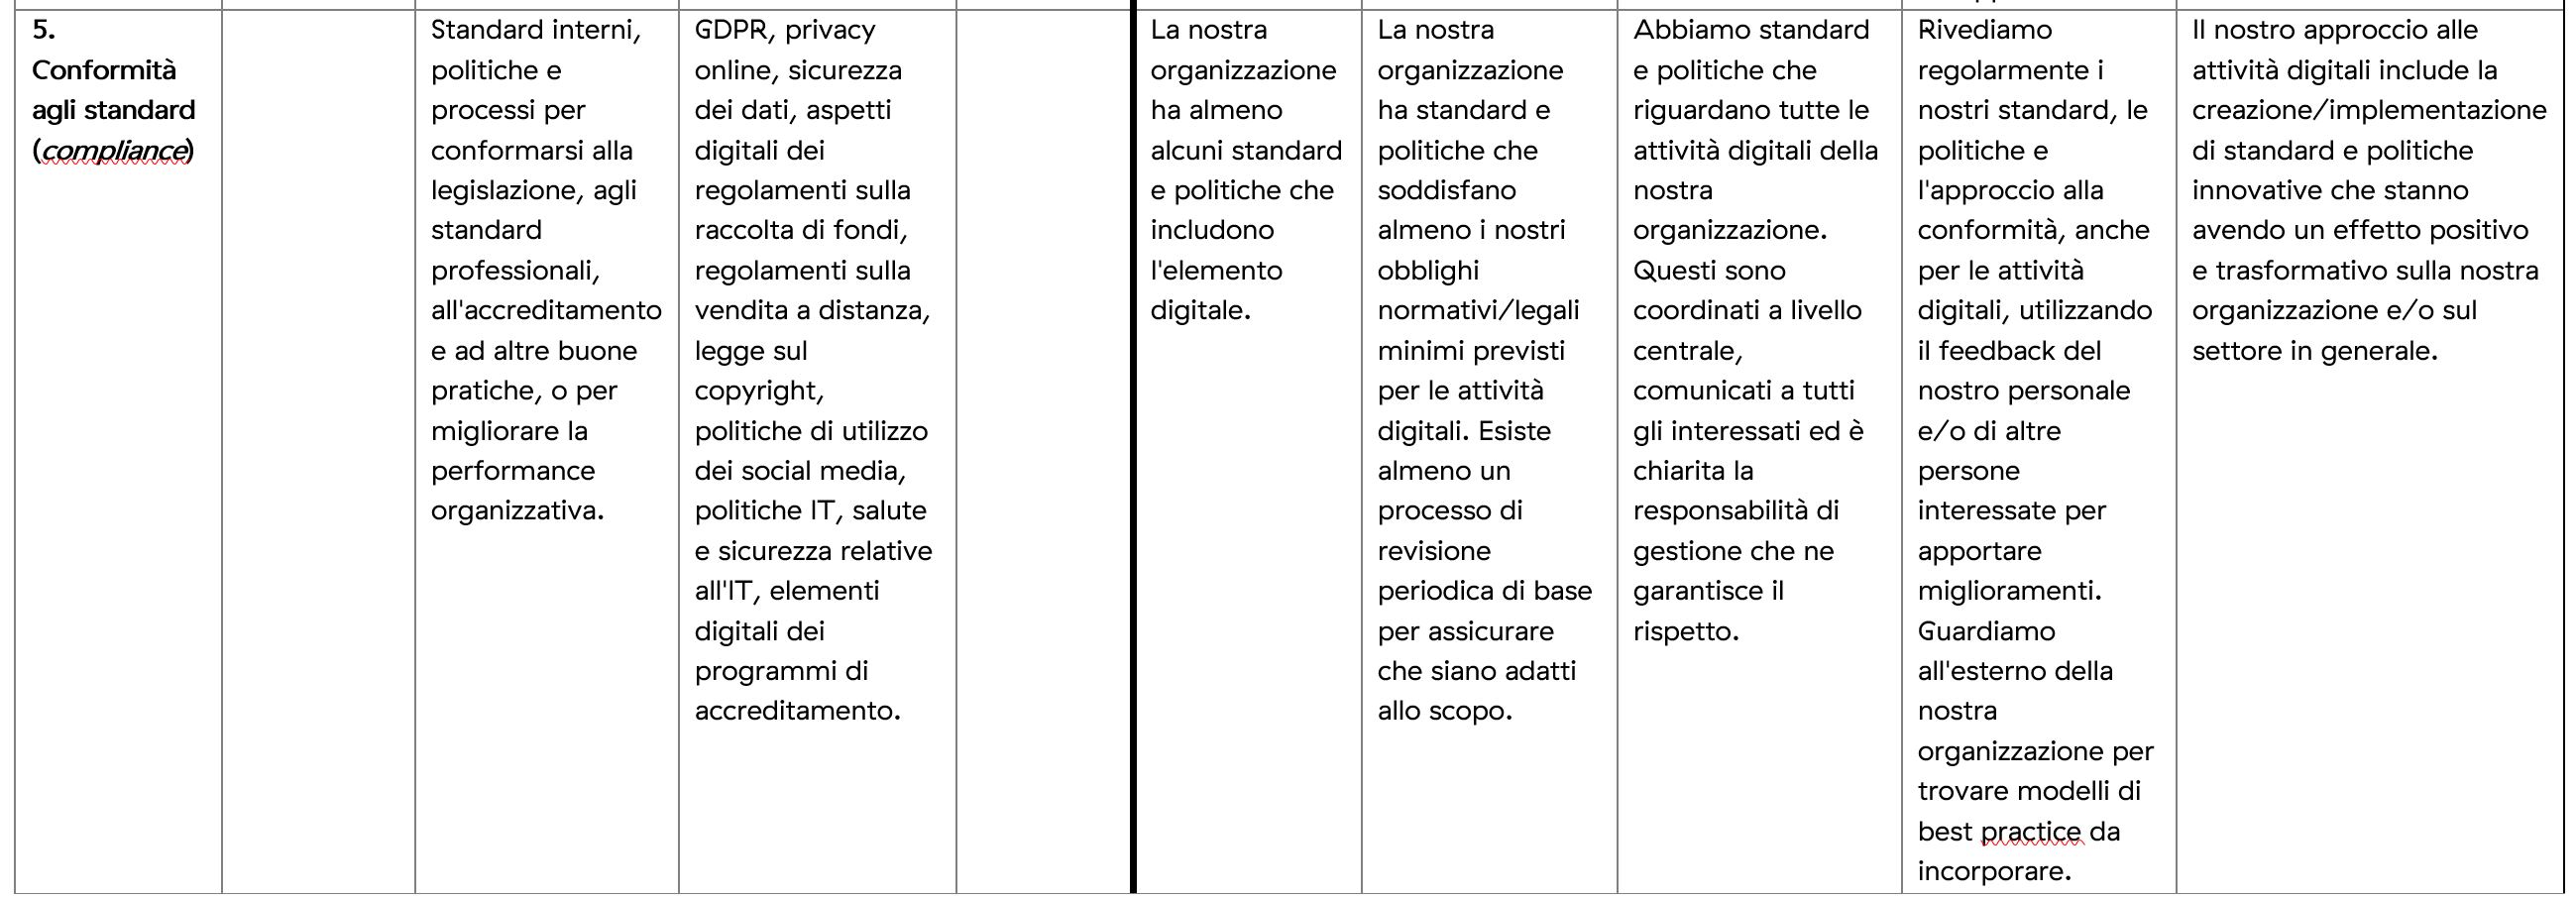 5.
Conformità
agli standard
(compliance)
Standard interni,
politiche e
processi per
conformarsi alla
legislazione, agli
standard
professionali,
all'accreditamento
e ad altre buone
pratiche, o per
migliorare la
performance
organizzativa.
GDPR, privacy
online, sicurezza
dei dati, aspetti
digitali dei
regolamenti sulla
raccolta di fondi,
regolamenti sulla
vendita a distanza,
legge sul
copyright,
politiche di utilizzo
dei social media,
politiche IT, salute
e sicurezza relative
all'IT, elementi
digitali dei
programmi di
accreditamento.
La nostra
organizzazione
ha almeno
alcuni standard
e politiche che
includono
l'elemento
digitale.
La nostra
organizzazione
ha standard e
politiche che
soddisfano
almeno i nostri
obblighi
normativi/legali
minimi previsti
per le attività
digitali. Esiste
almeno un
processo di
revisione
periodica di base
per assicurare
che siano adatti
allo scopo.
Abbiamo standard
e politiche che
riguardano tutte le
attività digitali della
nostra
organizzazione.
Questi sono
coordinati a livello
centrale,
comunicati a tutti
gli interessati ed è
chiarita la
responsabilità di
gestione che ne
garantisce il
rispetto.
Rivediamo
regolarmente i
nostri standard, le
politiche e
l'approccio alla
conformità, anche
per le attività
digitali, utilizzando
il feedback del
nostro personale
e/o di altre
persone
interessate per
apportare
miglioramenti.
Guardiamo
all'esterno della
nostra
organizzazione per
trovare modelli di
best practice da
incorporare.
Il nostro approccio alle
attività digitali include la
creazione/implementazione
di standard e politiche
innovative che stanno
avendo un effetto positivo
e trasformativo sulla nostra
organizzazione e/o sul
settore in generale.